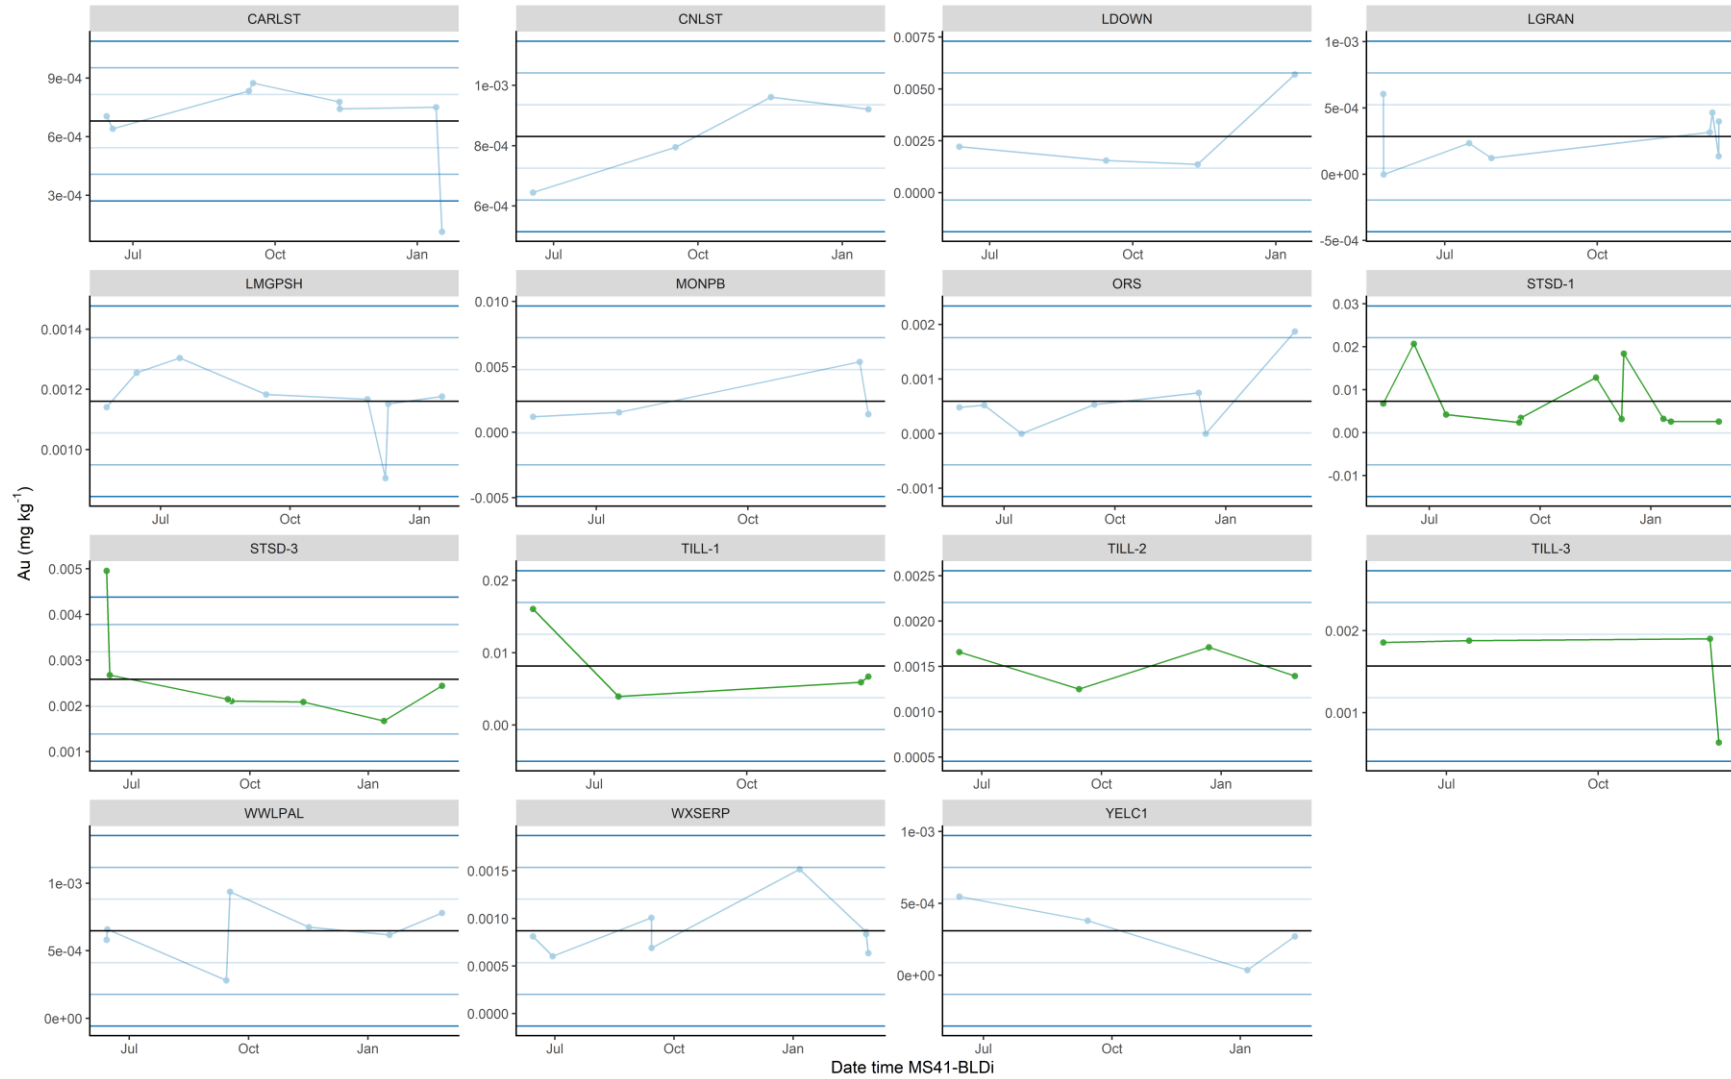 CARLST CNLST LDOWN LGRAN
9e-04 6e-04 3e-04
1e-03 8e-04 6e-04
0.0075 0.0050 0.0025 0.0000
1e-03 5e-04 0e+00 -5e-04
Jul Oct Jan Jul Oct Jan Jul Oct Jan Jul Oct
LMGPSH MONPB ORS STSD-1
0.0014 0.0012 0.0010
0.010 0.005 0.000 -0.005
0.002 0.001 0.000 -0.001
0.03 0.02 0.01 0.00 -0.01
Jul Oct Jan Jul Oct Jul Oct Jan Jul Oct Jan
Au (mg kg-1)
STSD-3 TILL-1 TILL-2 TILL-3
0.005 0.004 0.003 0.002 0.001
0.02 0.01 0.00
0.0025 0.0020 0.0015 0.0010 0.0005
0.002 0.001
Jul Oct Jan Jul Oct Jul Oct Jan Jul Oct
WWLPAL WXSERP YELC1
1e-03 5e-04 0e+00
0.0015 0.0010 0.0005 0.0000
1e-03 5e-04 0e+00
Jul Oct Jan Jul Oct Jan Jul Oct Jan
Date time MS41-BLDi